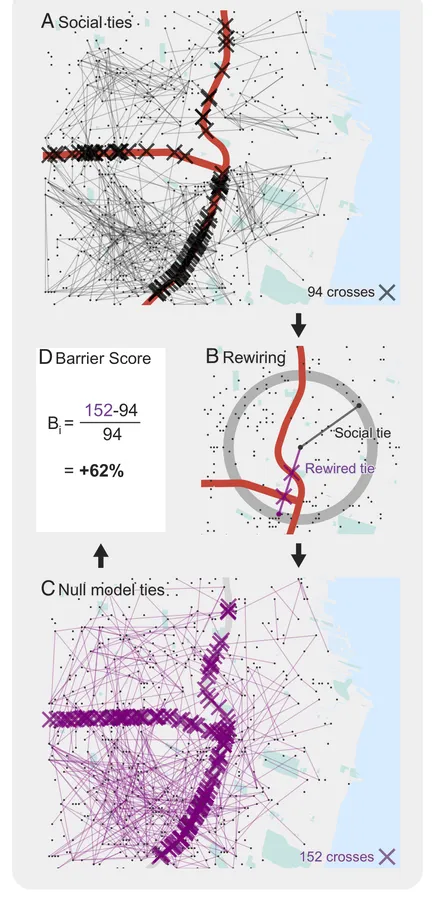 A Social ties
94 crosses
B Rewiring
Social tie
Rewired tie
D Barrier Score
Bi = 152-94
94
= +62%
C Null model ties
152 crosses